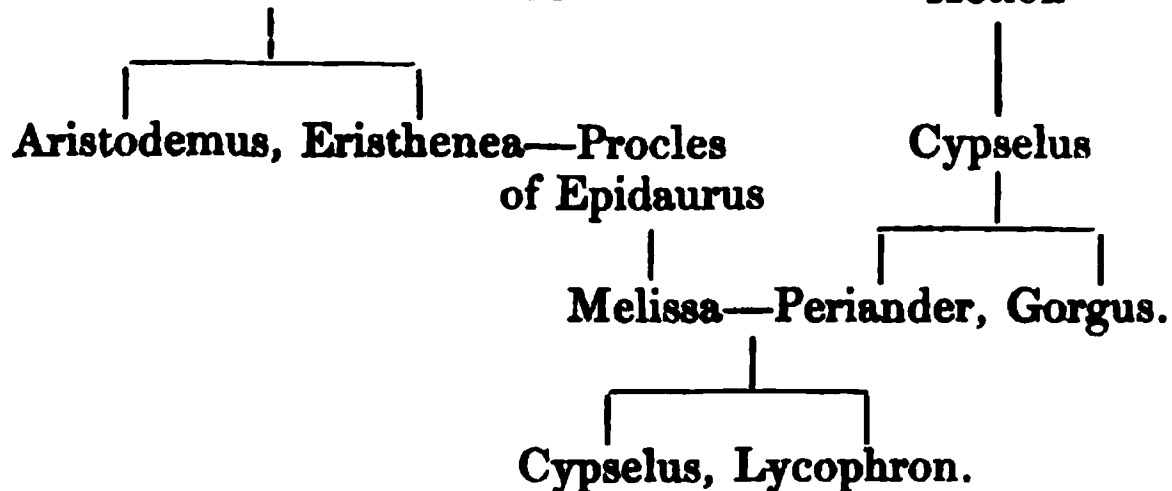 Aristodemus, Eristhenea—Procles
of Epidaurus
Cypselus
Melissa—Periander, Gorgus.
Cypselus, Lycophron.